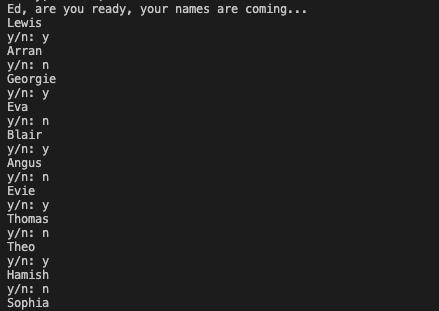 Ed, are you ready, your names are coming...
Lewis
y/n: y
Arran
y/n: n
Georgie
y/n: y
Eva
y/n: n
Blair
y/n: y
Angus
y/n: n
Evie
y/n: y
Thomas
y/n: n
Theo
y/n: y
Hamish
y/n: n
Sophia